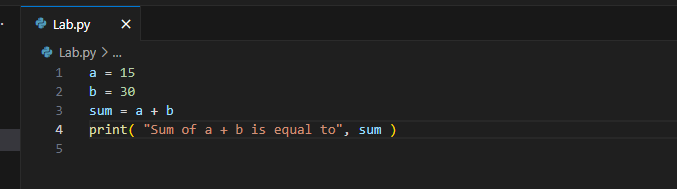 Lab.py ×
Lab.py > ...
1 a = 15
2 b = 30
3 sum = a + b
4 print( "Sum of a + b is equal to", sum )
5